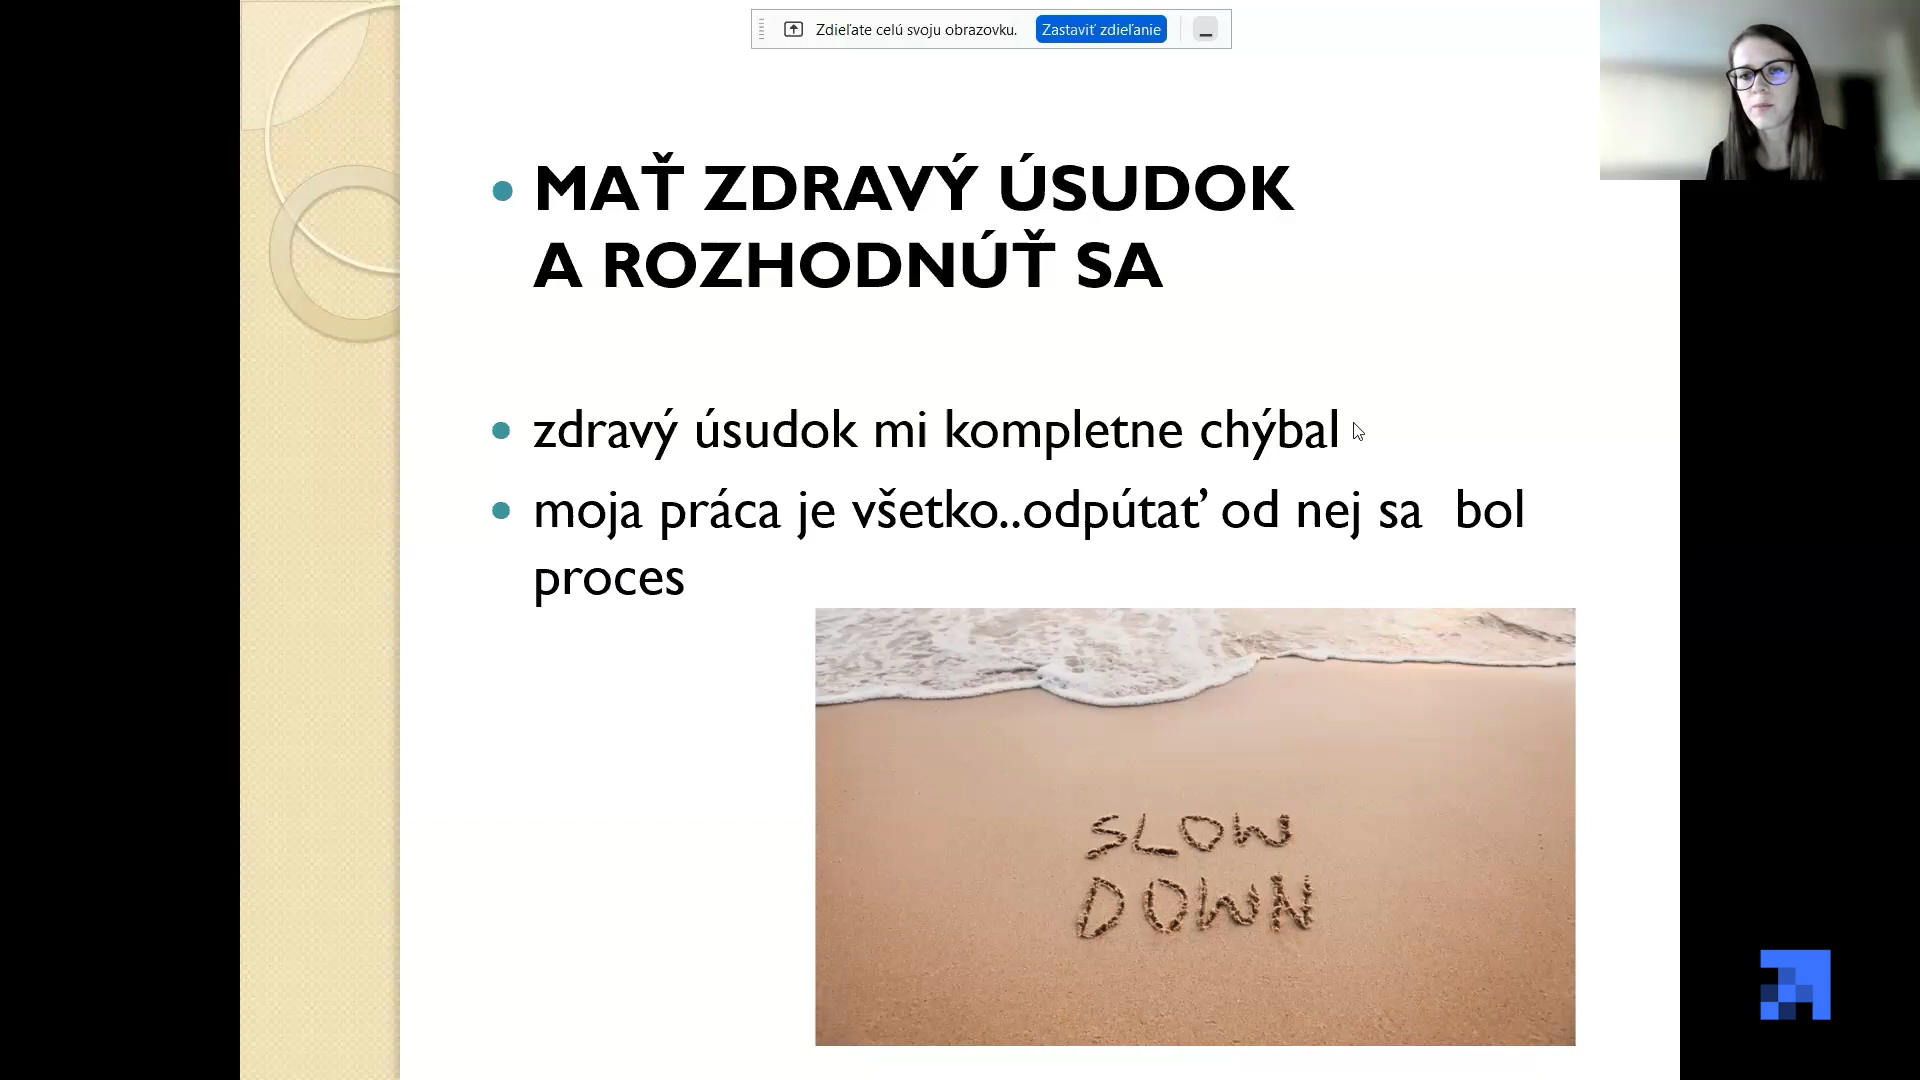 Zdieľate celú svoju obrazovku. Zastaviť zdieľanie
MAŤ ZDRAVÝ ÚSUDOK
A ROZHODNÚŤ SA
zdravý úsudok mi kompletne chýbal
moja práca je všetko..odpútať od nej sa  bol
proces
SLOW
DOWN